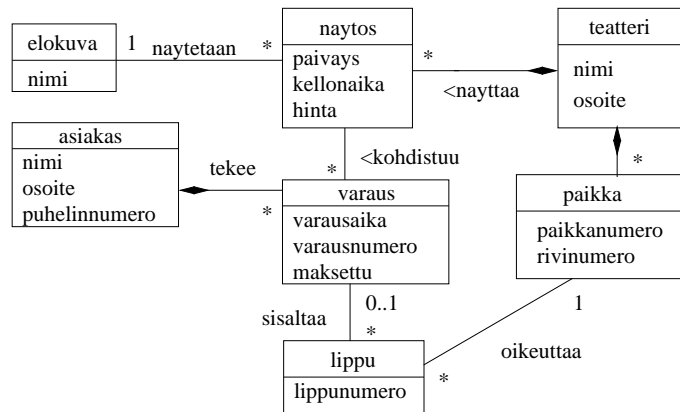 elokuva
nimi
1
naytetaan
*
naytos
paivays
kellonaika
hinta
*
<nayttaa
teatteri
nimi
osoite
asiakas
nimi
osoite
puhelinnumero
tekee
*
*
<kohdistuu
varaus
varausaika
varausnumero
maksettu
*
paikka
paikkanumero
rivinumero
sisaltaa
0..1
*
1
oikeuttaa
*
lippu
lippunumero